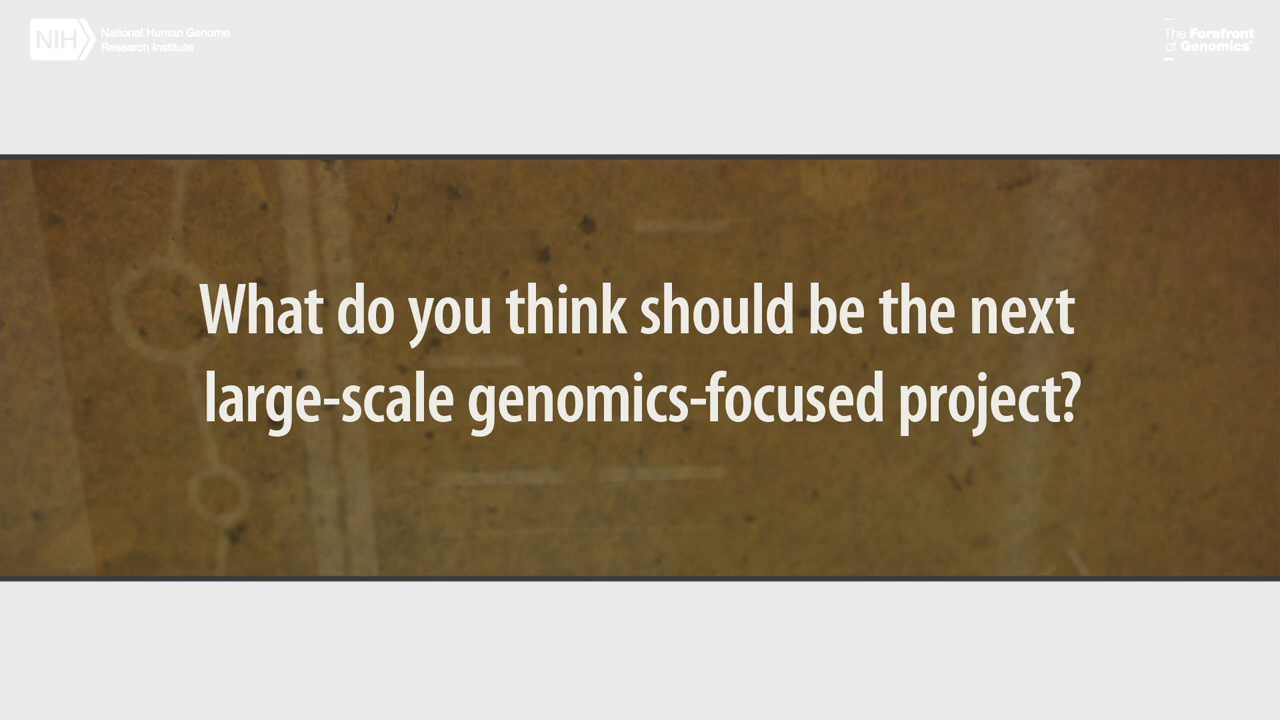 NIH
National Human Genome
Research Institute
The Forefront
of Genomics®
What do you think should be the next
large-scale genomics-focused project?